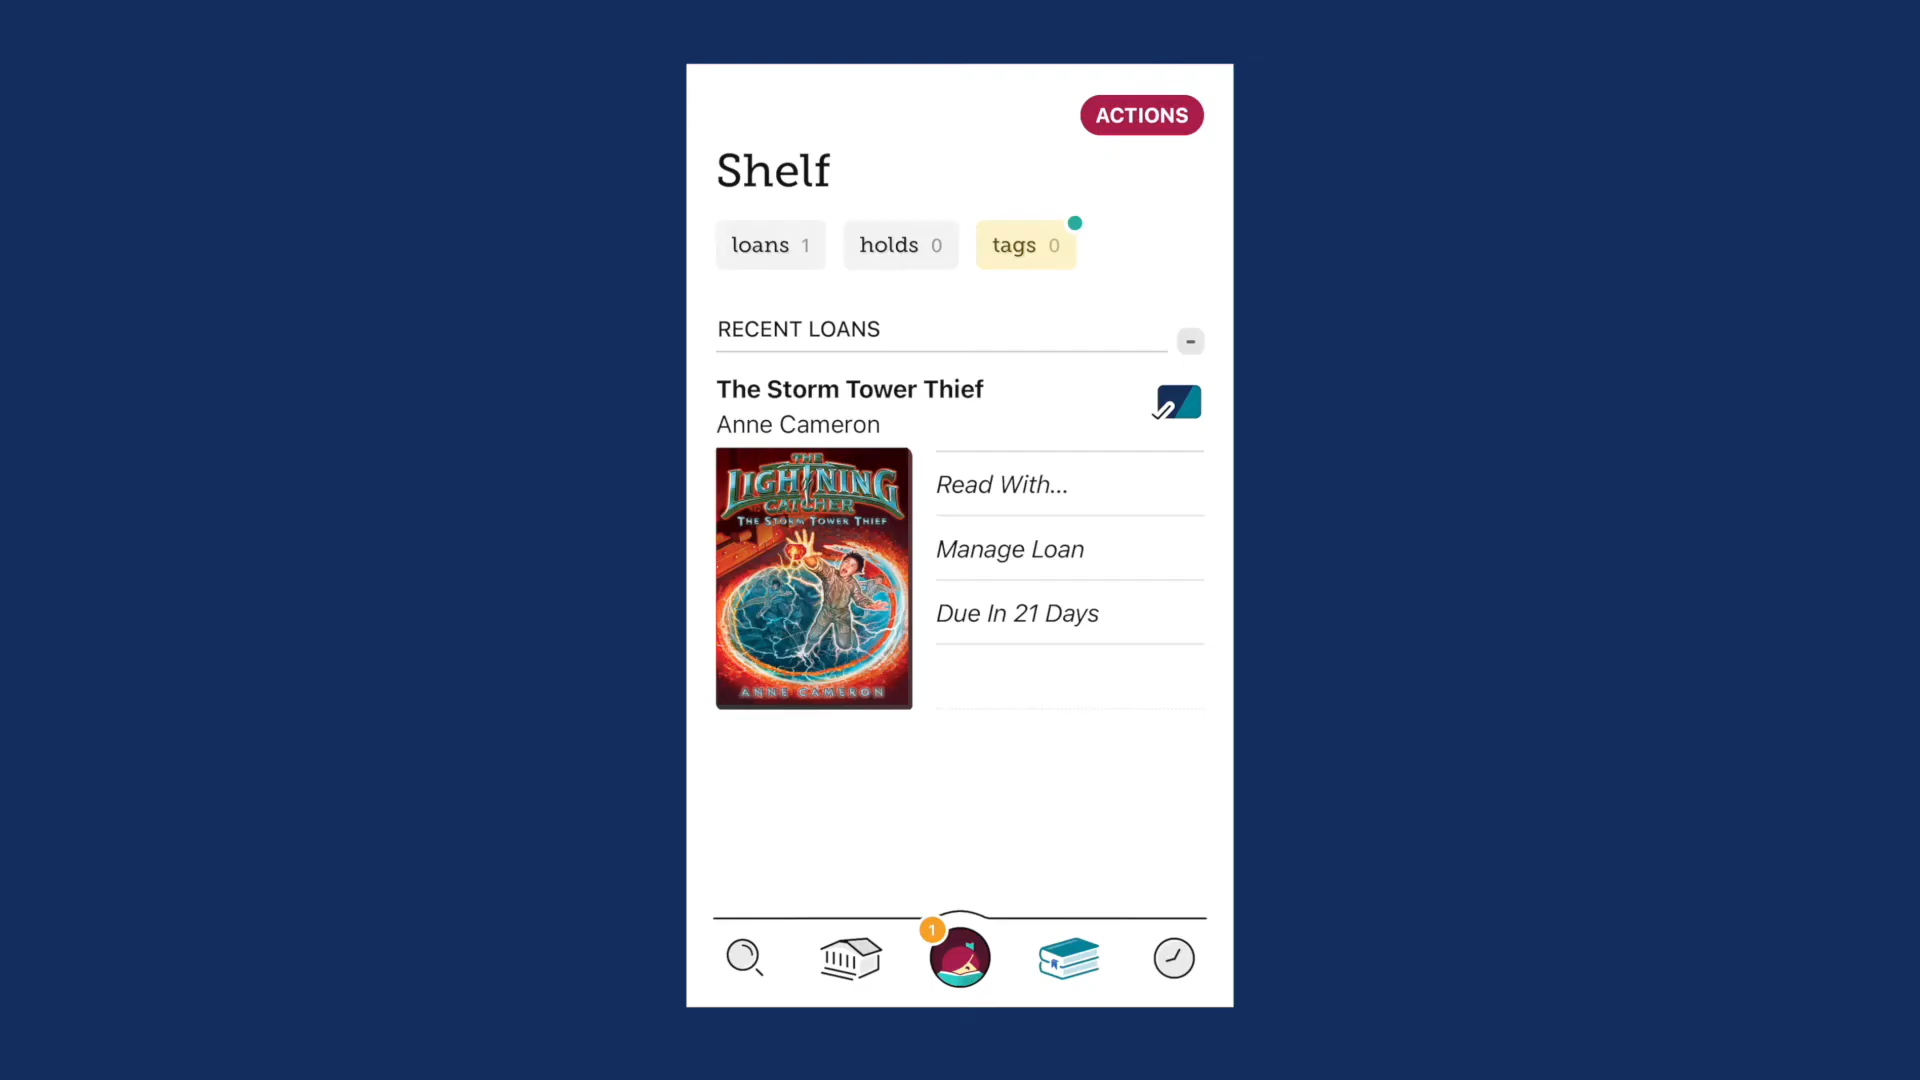 ACTIONS
Shelf
loans 1
holds 0
tags 0
RECENT LOANS
The Storm Tower Thief
Anne Cameron
THE
LIGHTNING
CATCHER
THE STORM TOWER THIEF
ANNE CAMERON
Read With...
Manage Loan
Due In 21 Days
1